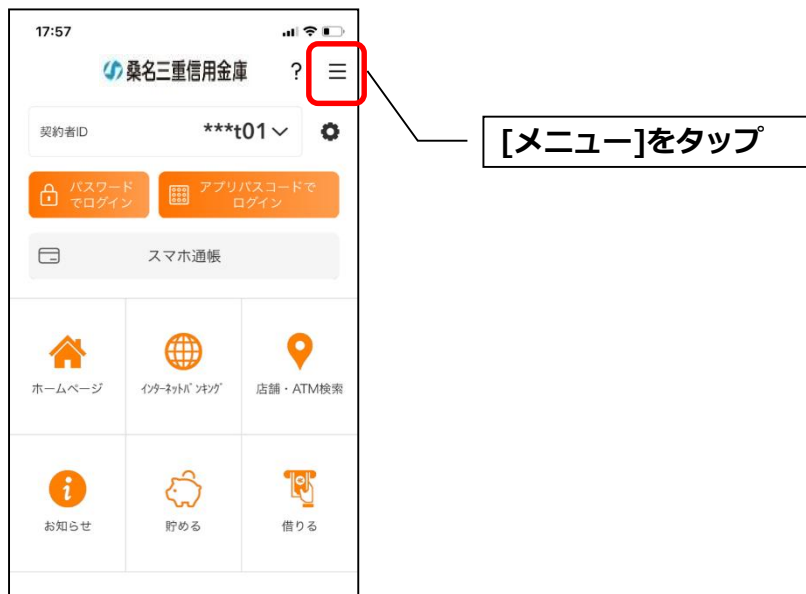 17:57
桑名三重信用金庫 ? ☰
[メニュー]をタップ
契約者ID ***t01
パスワード
でログイン
アプリパスコードで
ログイン
スマホ通帳
ホームページ
インターネットバンキング
店舗・ATM検索
お知らせ
貯める
借りる